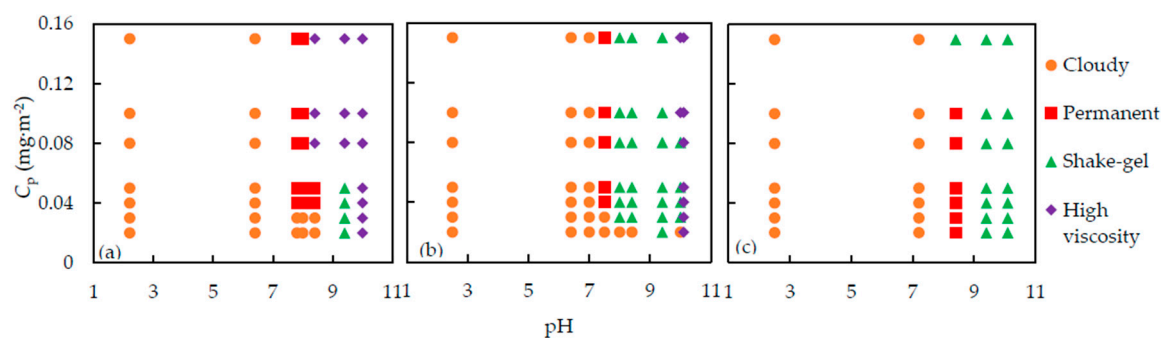 0.16
0.12
0.08
0.04
0
Cp (mg·m-2)
(a)
(b)
(c)
1 3 5 7 9 11
1 3 5 7 9 11
1 3 5 7 9 11
pH
Cloudy
Permanent
Shake-gel
High
viscosity